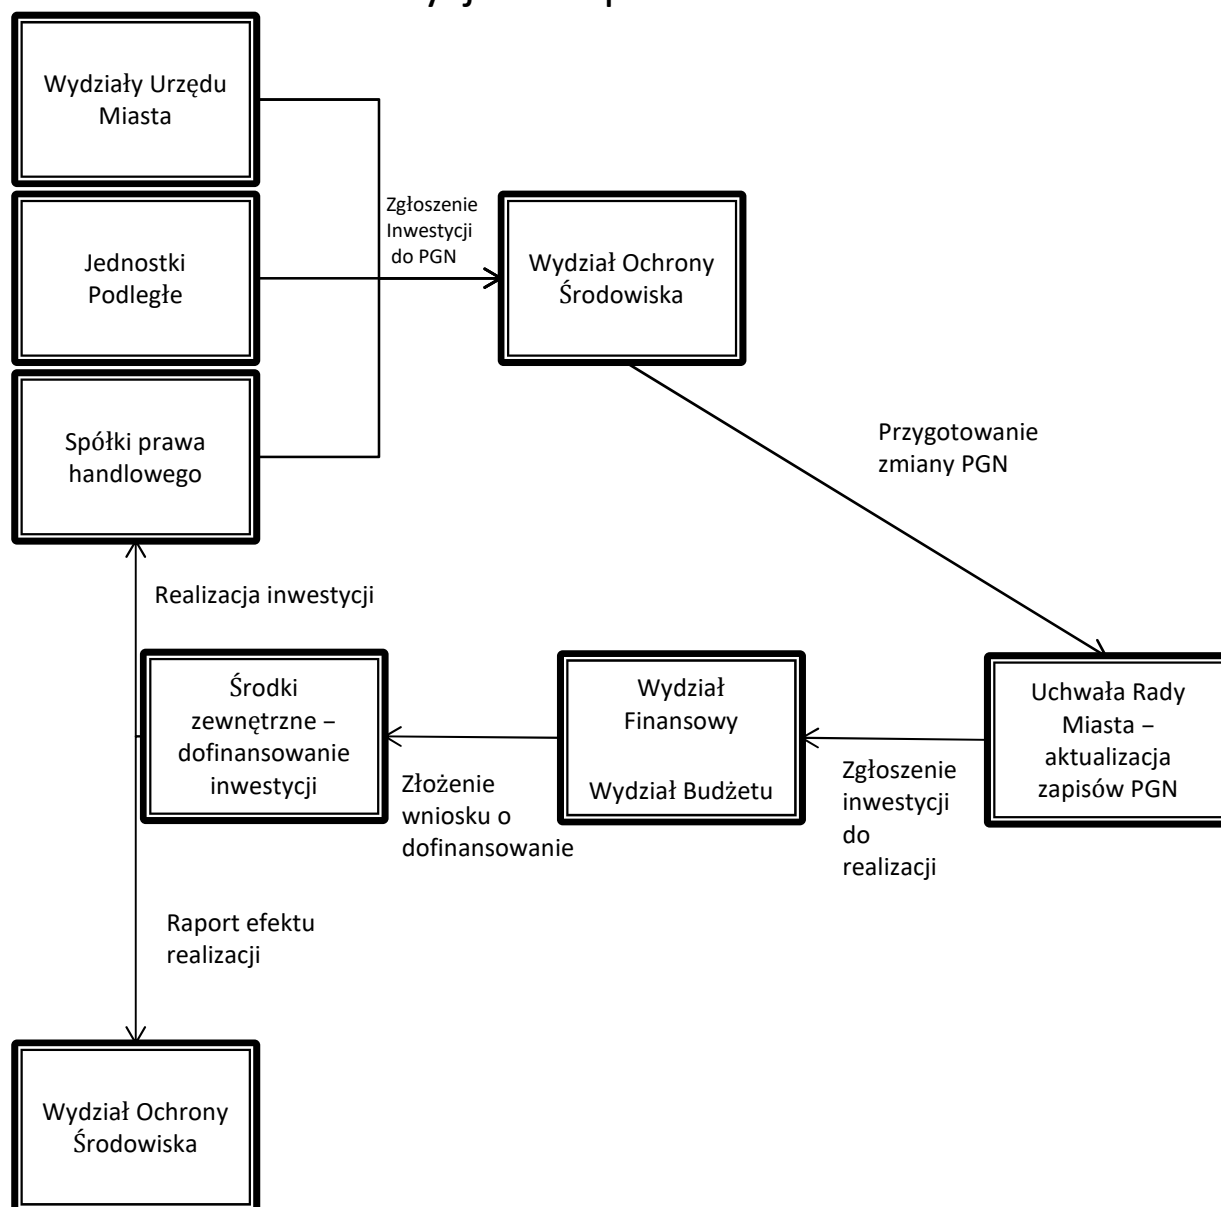 Wydziały Urzędu
Miasta
Zgłoszenie
Inwestycji
do PGN
Jednostki
Podległe
Wydział Ochrony
Środowiska
Spółki prawa
handlowego
Przygotowanie
zmiany PGN
Realizacja inwestycji
Środki
zewnętrzne –
dofinansowanie
inwestycji
Wydział
Finansowy
Wydział Budżetu
Uchwała Rady
Miasta –
aktualizacja
zapisów PGN
Złożenie
wniosku o
dofinansowanie
Zgłoszenie
inwestycji
do
realizacji
Raport efektu
realizacji
Wydział Ochrony
Środowiska